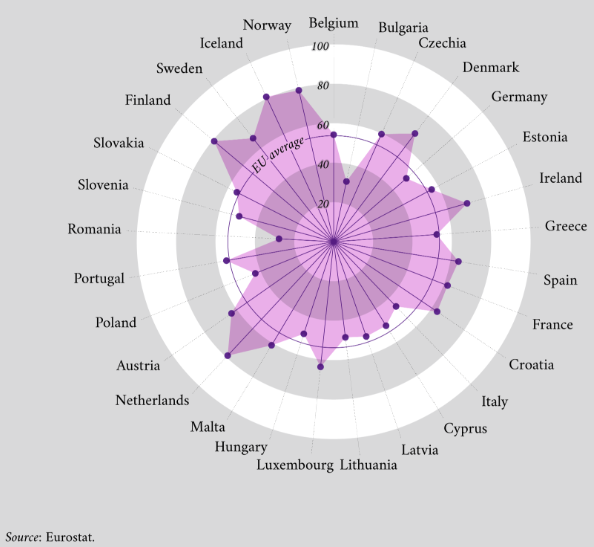 Belgium
Bulgaria
Czechia
Denmark
Germany
Estonia
Ireland
Greece
Spain
France
Croatia
Italy
Cyprus
Latvia
Lithuania
Luxembourg
Hungary
Malta
Netherlands
Austria
Poland
Portugal
Romania
Slovenia
Slovakia
Finland
Sweden
Iceland
Norway
100
80
60
40
20
EU average
Source: Eurostat.